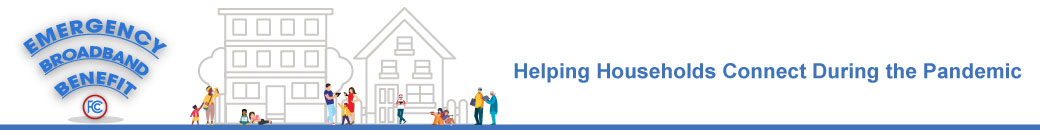 EMERGENCY
BROADBAND
BENEFIT
FCC
Helping Households Connect During the Pandemic